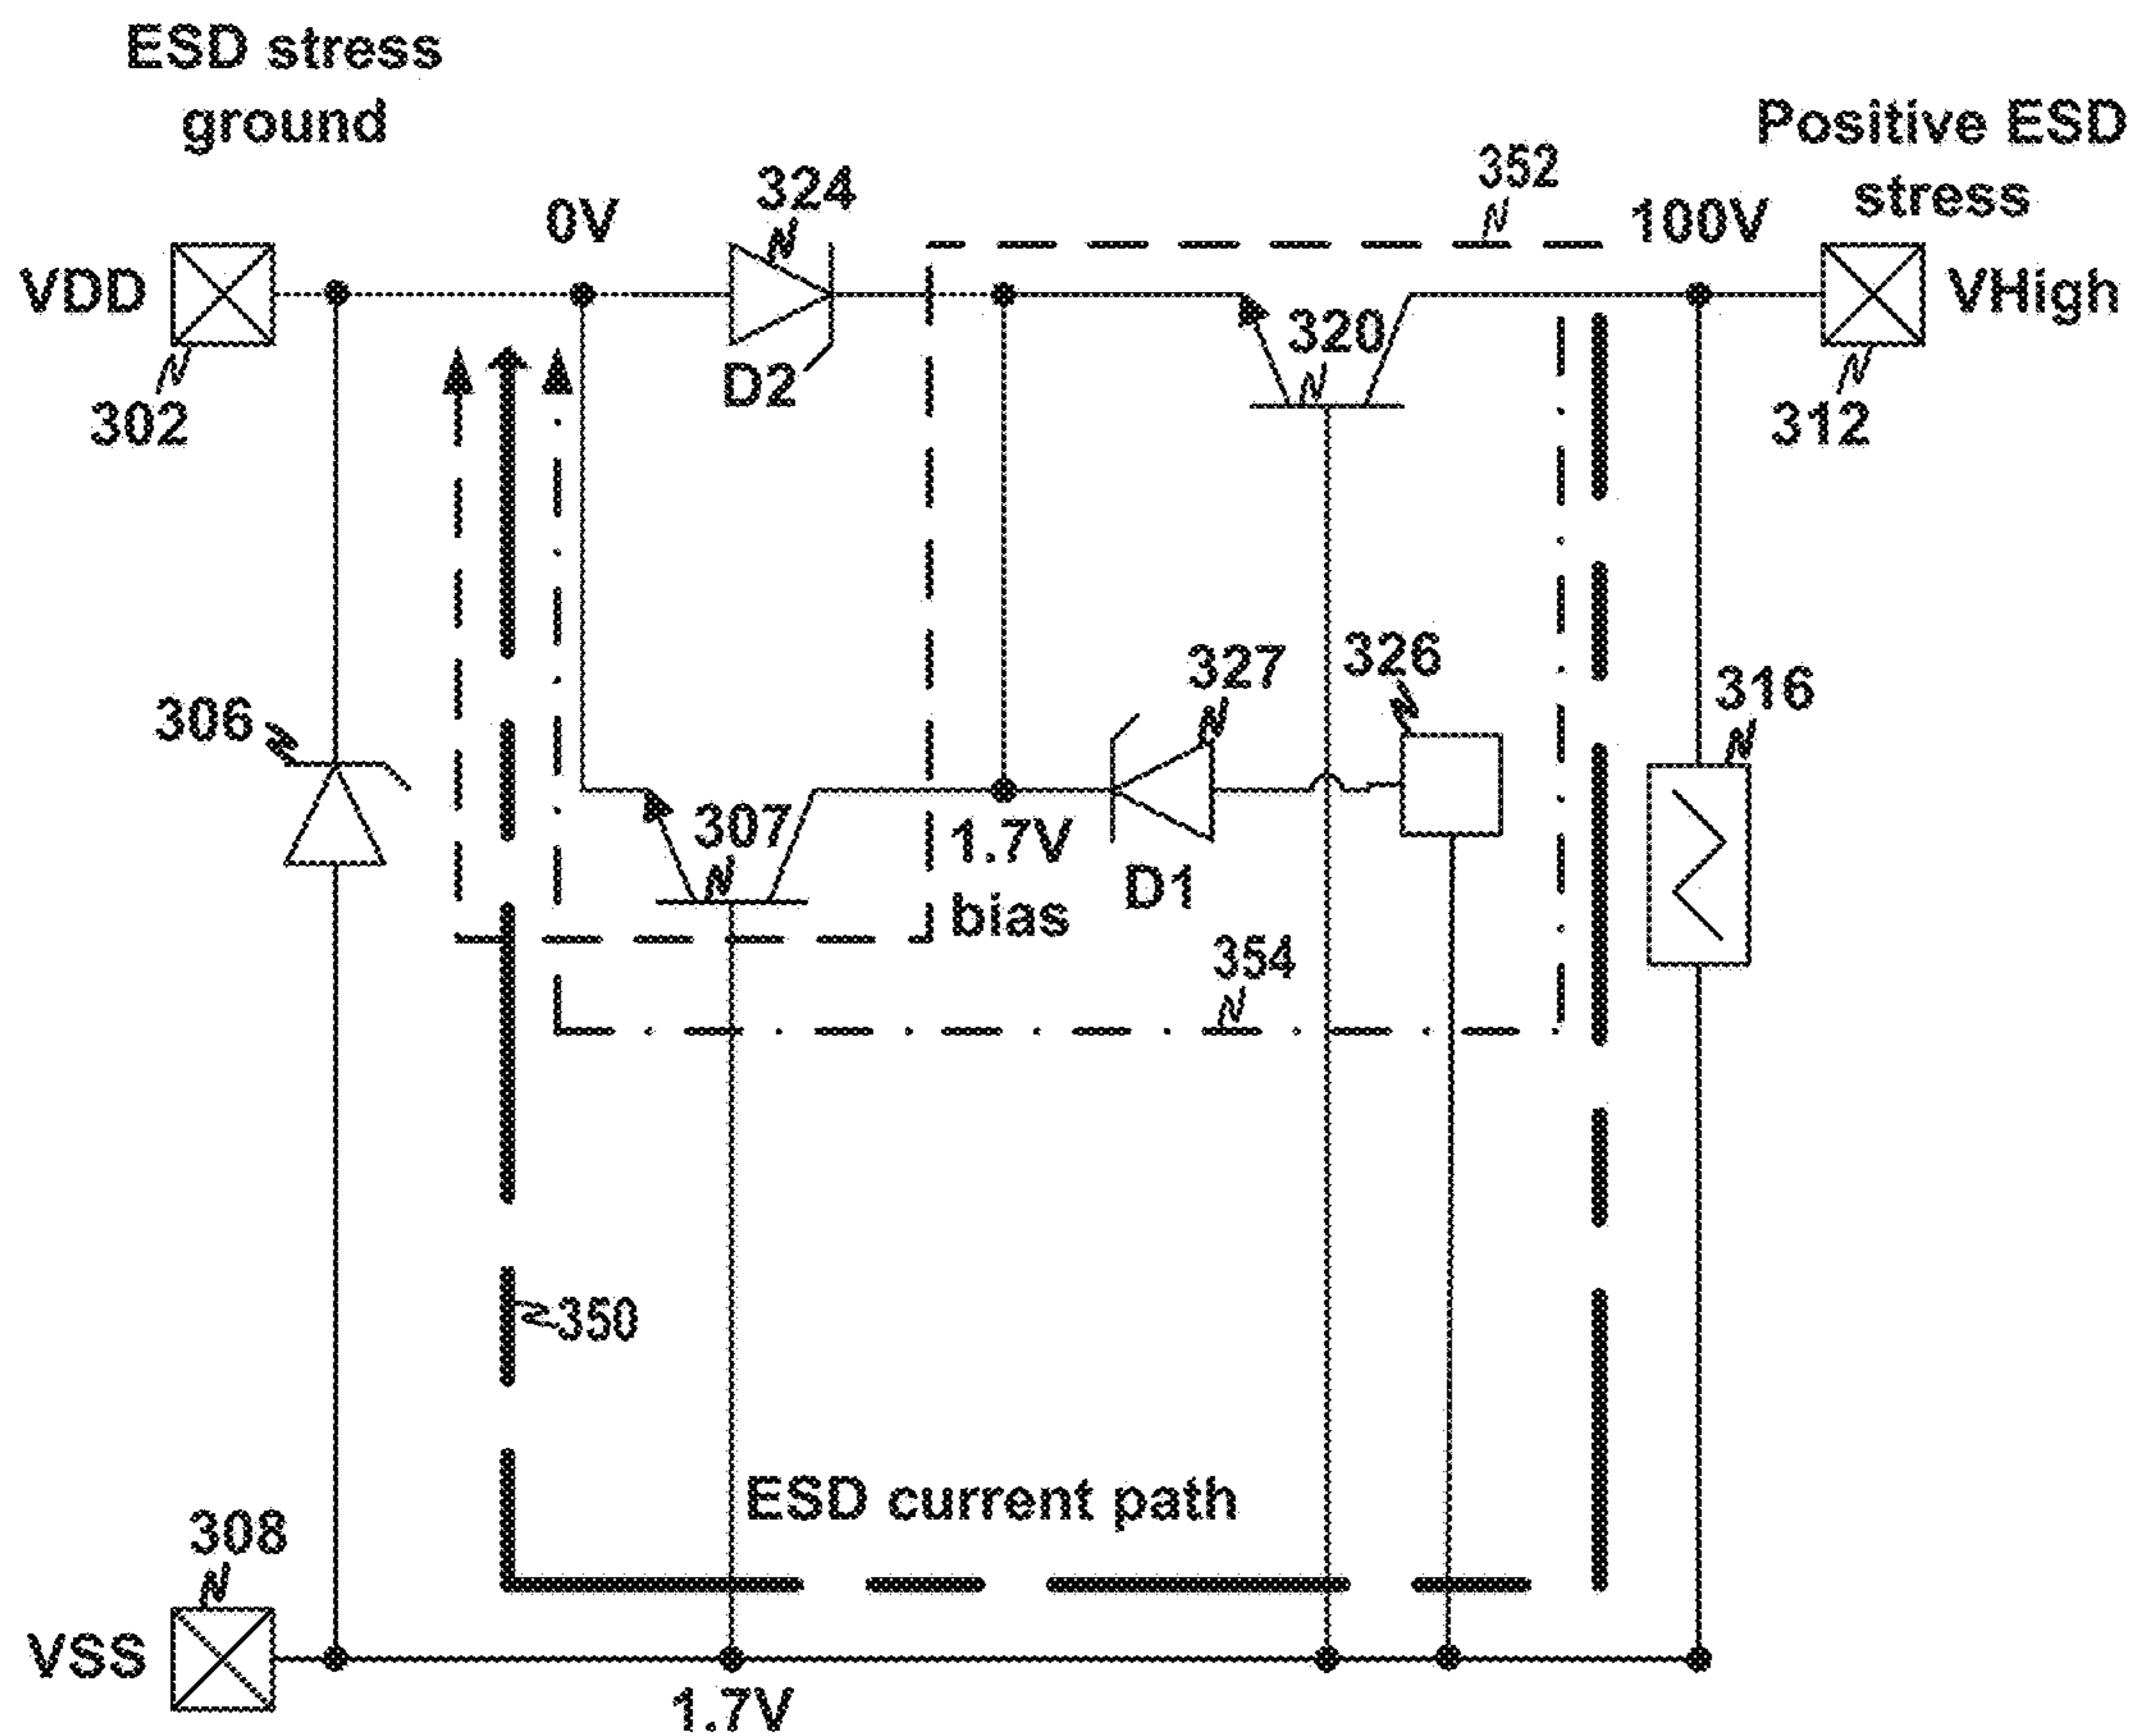 ESD stress
ground
Positive ESD
stress
352
324
0V
100V
VDD
VHigh
320
D2
302
312
327
326
316
306
307
1.7V
bias
D1
354
350
ESD current path
308
VSS
1.7V